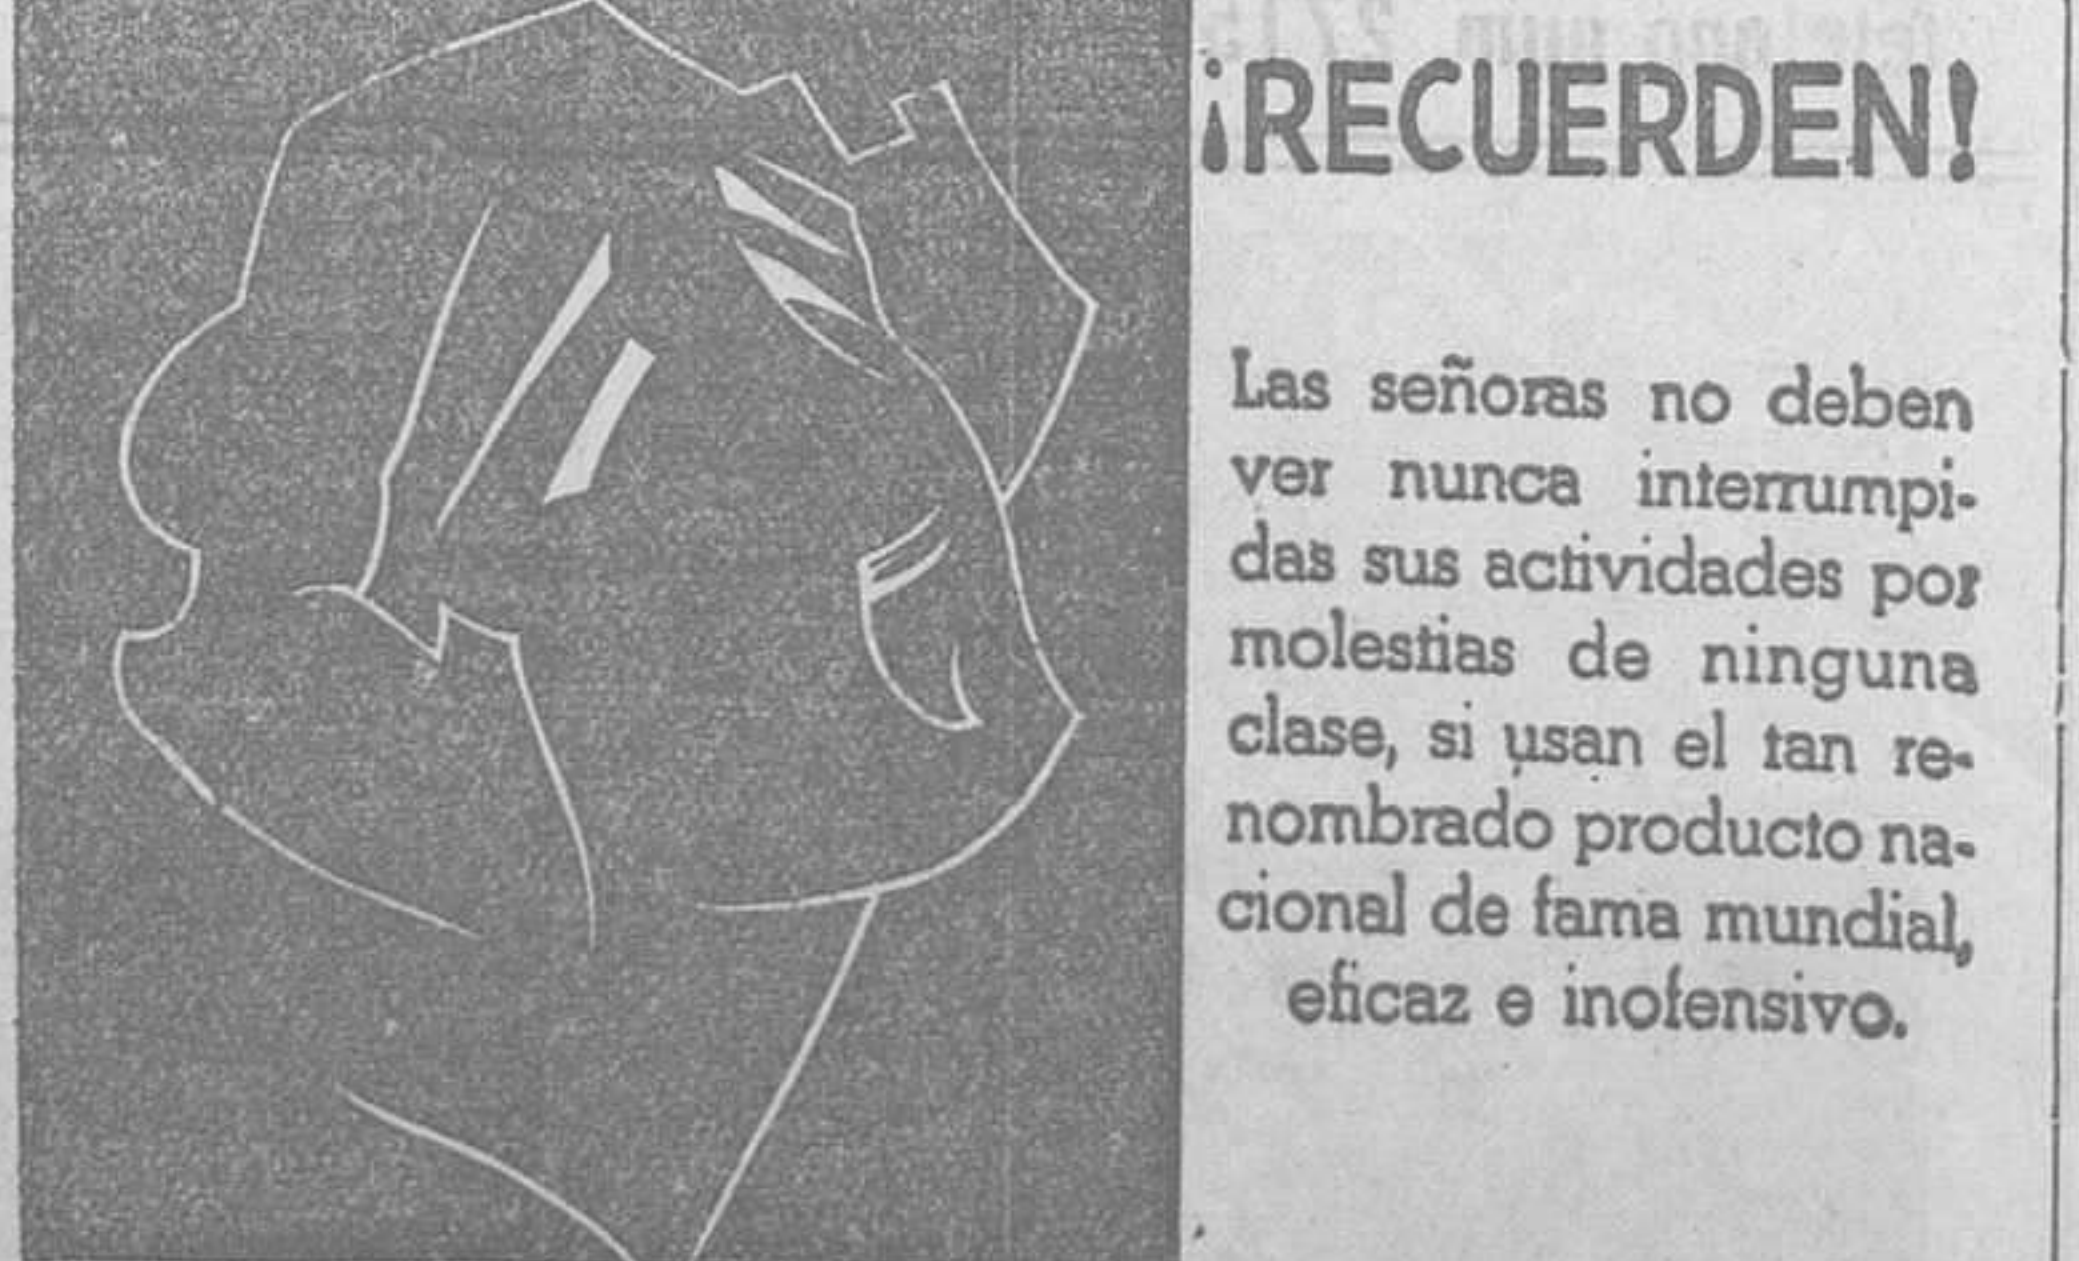 ¡RECUERDEN!
Las señoras no deben
ver nunca interrumpi-
das sus actividades por
molestias de ninguna
clase, si usan el tan re-
nombrado producto na-
cional de fama mundial,
eficaz e inofensivo.